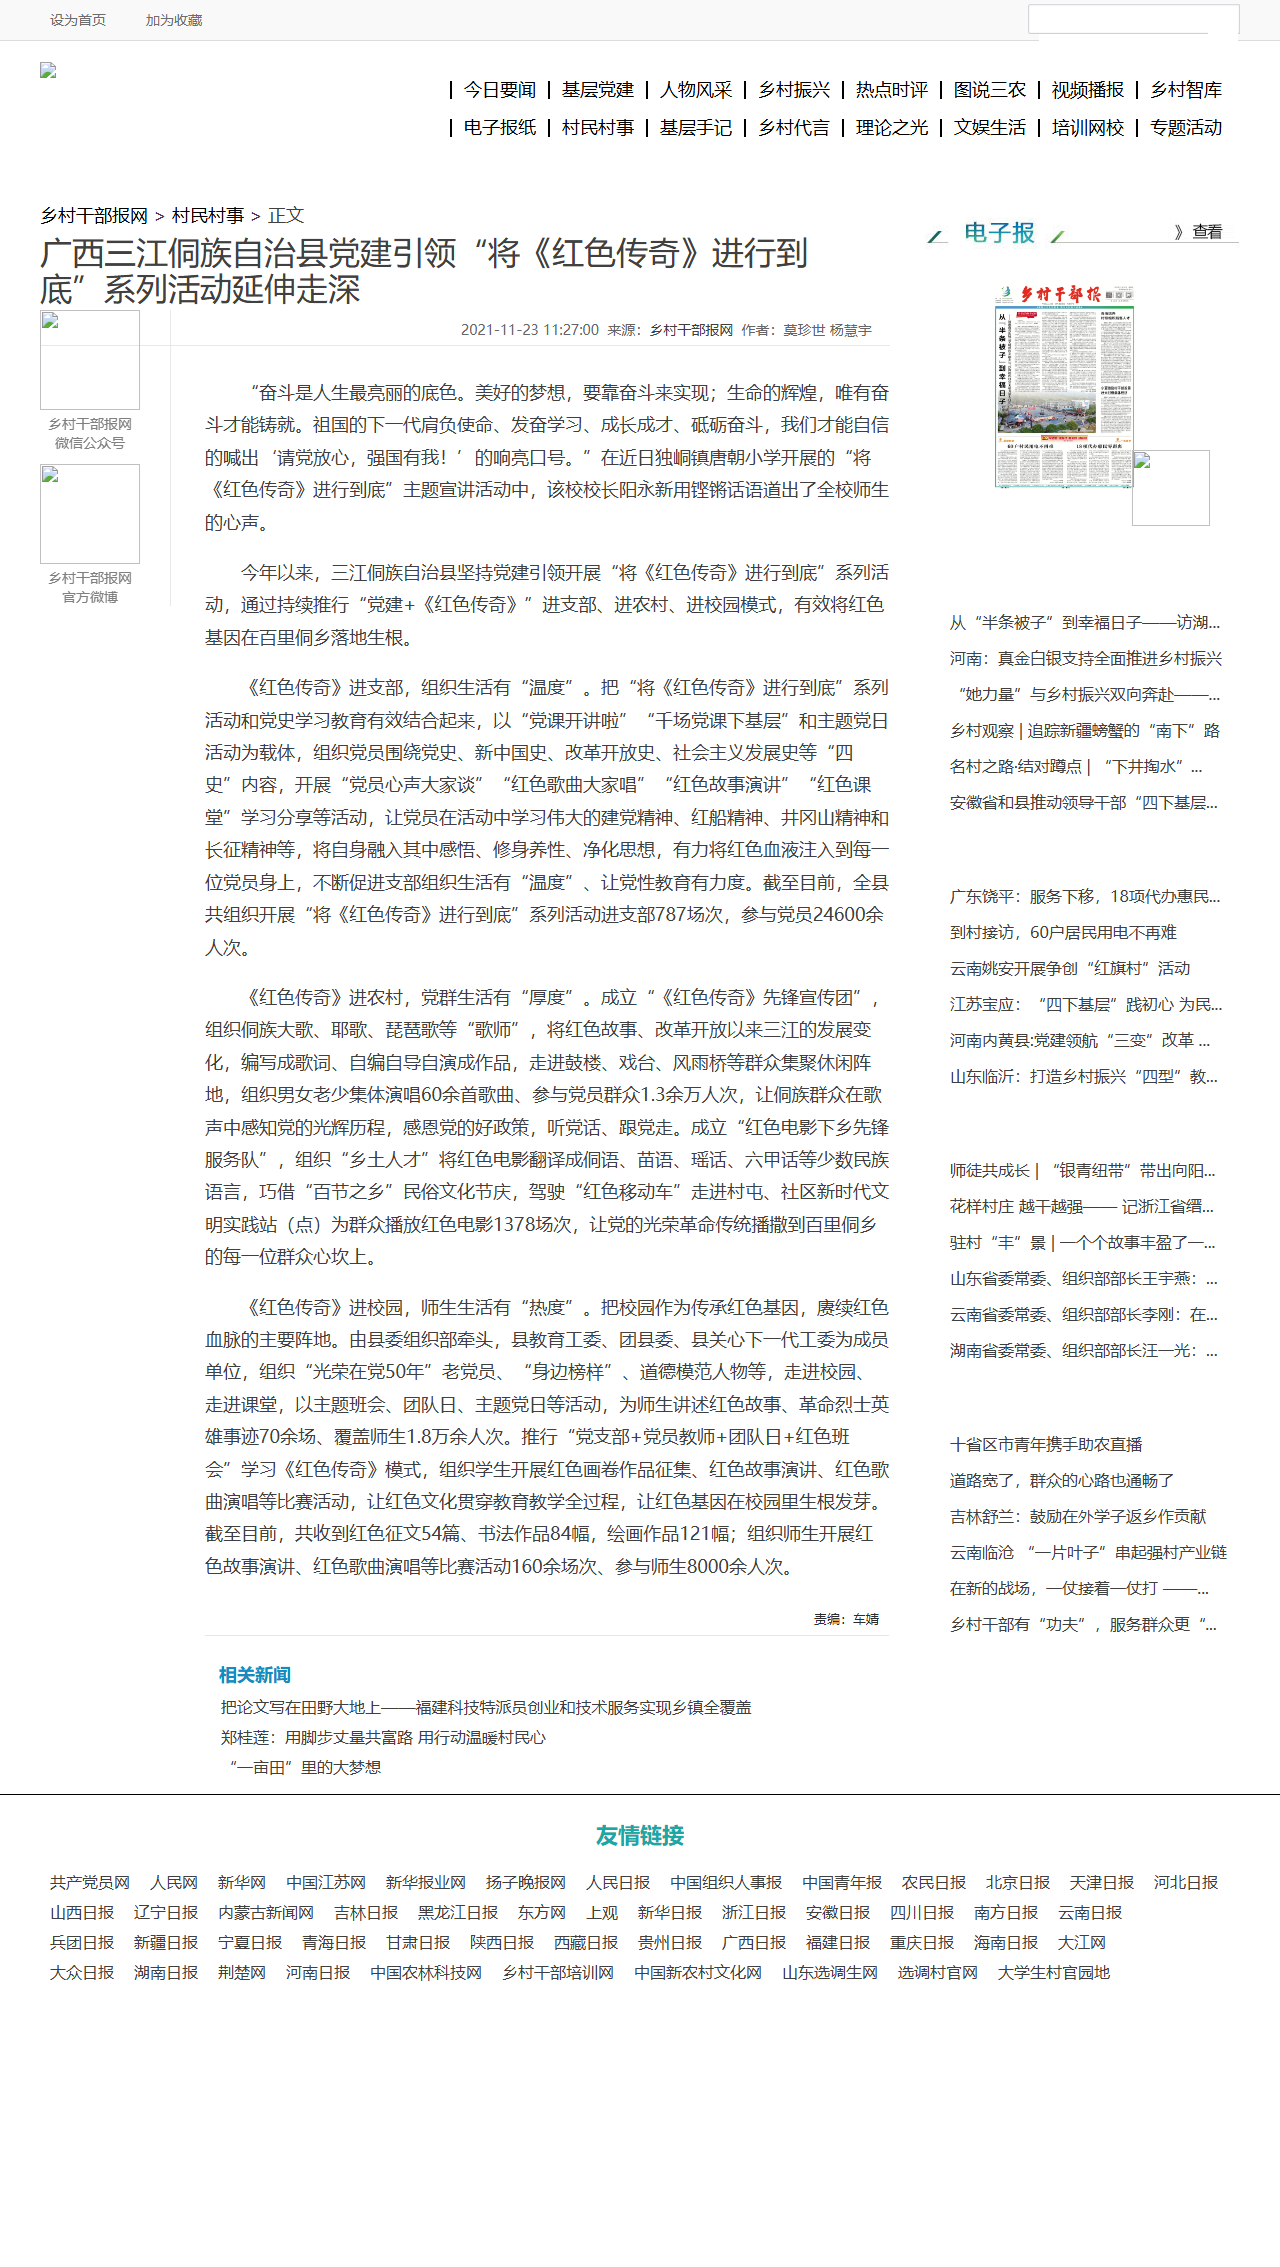 设为首页 加为收藏
今日要闻 基层党建 人物风采 乡村振兴 热点时评 图说三农 视频播报 乡村智库
电子报纸 村民村事 基层手记 乡村代言 理论之光 文娱生活 培训网校 专题活动
乡村干部报网 > 村民村事 > 正文
广西三江侗族自治县党建引领“将《红色传奇》进行到
底”系列活动延伸走深
2021-11-23 11:27:00 来源：乡村干部报网 作者：莫珍世 杨慧宇
乡村干部报网
微信公众号
乡村干部报网
官方微博
“奋斗是人生最亮丽的底色。美好的梦想，要靠奋斗来实现；生命的辉煌，唯有奋
斗才能铸就。祖国的下一代肩负使命、发奋学习、成长成才、砥砺奋斗，我们才能自信
的喊出‘请党放心，强国有我！’的响亮口号。”在近日独峒镇唐朝小学开展的“将
《红色传奇》进行到底”主题宣讲活动中，该校校长阳永新用铿锵话语道出了全校师生
的心声。
今年以来，三江侗族自治县坚持党建引领开展“将《红色传奇》进行到底”系列活
动，通过持续推行“党建+《红色传奇》”进支部、进农村、进校园模式，有效将红色
基因在百里侗乡落地生根。
《红色传奇》进支部，组织生活有“温度”。把“将《红色传奇》进行到底”系列
活动和党史学习教育有效结合起来，以“党课开讲啦”“千场党课下基层”和主题党日
活动为载体，组织党员围绕党史、新中国史、改革开放史、社会主义发展史等“四
史”内容，开展“党员心声大家谈”“红色歌曲大家唱”“红色故事演讲”“红色课
堂”学习分享等活动，让党员在活动中学习伟大的建党精神、红船精神、井冈山精神和
长征精神等，将自身融入其中感悟、修身养性、净化思想，有力将红色血液注入到每一
位党员身上，不断促进支部组织生活有“温度”、让党性教育有力度。截至目前，全县
共组织开展“将《红色传奇》进行到底”系列活动进支部787场次，参与党员24600余
人次。
《红色传奇》进农村，党群生活有“厚度”。成立“《红色传奇》先锋宣传团”，
组织侗族大歌、耶歌、琵琶歌等“歌师”，将红色故事、改革开放以来三江的发展变
化，编写成歌词、自编自导自演成作品，走进鼓楼、戏台、风雨桥等群众集聚休闲阵
地，组织男女老少集体演唱60余首歌曲、参与党员群众1.3余万人次，让侗族群众在歌
声中感知党的光辉历程，感恩党的好政策，听党话、跟党走。成立“红色电影下乡先锋
服务队”，组织“乡土人才”将红色电影翻译成侗语、苗语、瑶话、六甲话等少数民族
语言，巧借“百节之乡”民俗文化节庆，驾驶“红色移动车”走进村屯、社区新时代文
明实践站（点）为群众播放红色电影1378场次，让党的光荣革命传统播撒到百里侗乡
的每一位群众心坎上。
《红色传奇》进校园，师生生活有“热度”。把校园作为传承红色基因，赓续红色
血脉的主要阵地。由县委组织部牵头，县教育工委、团县委、县关心下一代工委为成员
单位，组织“光荣在党50年”老党员、“身边榜样”、道德模范人物等，走进校园、
走进课堂，以主题班会、团队日、主题党日等活动，为师生讲述红色故事、革命烈士英
雄事迹70余场、覆盖师生1.8万余人次。推行“党支部+党员教师+团队日+红色班
会”学习《红色传奇》模式，组织学生开展红色画卷作品征集、红色故事演讲、红色歌
曲演唱等比赛活动，让红色文化贯穿教育教学全过程，让红色基因在校园里生根发芽。
截至目前，共收到红色征文54篇、书法作品84幅，绘画作品121幅；组织师生开展红
色故事演讲、红色歌曲演唱等比赛活动160余场次、参与师生8000余人次。
责编：车婧
相关新闻
把论文写在田野大地上——福建科技特派员创业和技术服务实现乡镇全覆盖
郑桂莲：用脚步丈量共富路 用行动温暖村民心
“一亩田”里的大梦想
电子报 》查看
乡村干部报
从“半条被子”到幸福日子
从“半条被子”到幸福日子——访湖...
河南：真金白银支持全面推进乡村振兴
“她力量”与乡村振兴双向奔赴——...
乡村观察 | 追踪新疆螃蟹的“南下”路
名村之路·结对蹲点 | “下井掏水”...
安徽省和县推动领导干部“四下基层...
广东饶平：服务下移，18项代办惠民...
到村接访，60户居民用电不再难
云南姚安开展争创“红旗村”活动
江苏宝应：“四下基层”践初心 为民...
河南内黄县:党建领航“三变”改革 ...
山东临沂：打造乡村振兴“四型”教...
师徒共成长 | “银青纽带”带出向阳...
花样村庄 越干越强—— 记浙江省缙...
驻村“丰”景 | 一个个故事丰盈了一...
山东省委常委、组织部部长王宇燕：...
云南省委常委、组织部部长李刚：在...
湖南省委常委、组织部部长汪一光：...
十省区市青年携手助农直播
道路宽了，群众的心路也通畅了
吉林舒兰：鼓励在外学子返乡作贡献
云南临沧 “一片叶子”串起强村产业链
在新的战场，一仗接着一仗打 ——...
乡村干部有“功夫”，服务群众更“...
友情链接
共产党员网 人民网 新华网 中国江苏网 新华报业网 扬子晚报网 人民日报 中国组织人事报 中国青年报 农民日报 北京日报 天津日报 河北日报
山西日报 辽宁日报 内蒙古新闻网 吉林日报 黑龙江日报 东方网 上观 新华日报 浙江日报 安徽日报 四川日报 南方日报 云南日报
兵团日报 新疆日报 宁夏日报 青海日报 甘肃日报 陕西日报 西藏日报 贵州日报 广西日报 福建日报 重庆日报 海南日报 大江网
大众日报 湖南日报 荆楚网 河南日报 中国农林科技网 乡村干部培训网 中国新农村文化网 山东选调生网 选调村官网 大学生村官园地